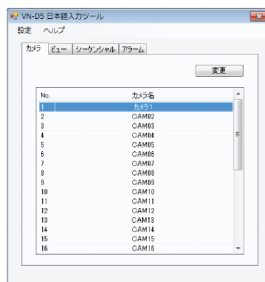 VN-DS 日本語入力ツール
設定 ヘルプ
カメラ ビュー シーケンシャル アラーム
変更
No. カメラ名
1 カメラ1
2 CAM02
3 CAM03
4 CAM04
5 CAM05
6 CAM06
7 CAM07
8 CAM08
9 CAM09
10 CAM10
11 CAM11
12 CAM12
13 CAM13
14 CAM14
15 CAM15
16 CAM16